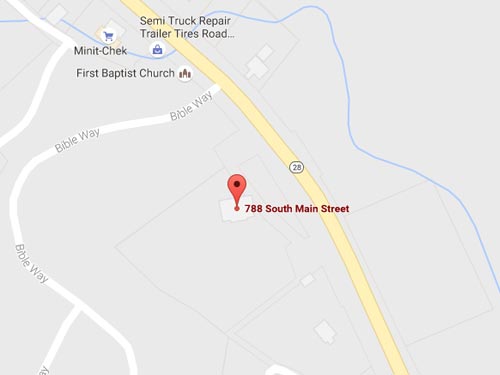 Semi Truck Repair
Trailer Tires Road...
Minit-Chek
First Baptist Church
Bible Way
Bible Way
28
788 South Main Street
Bible Way
ay